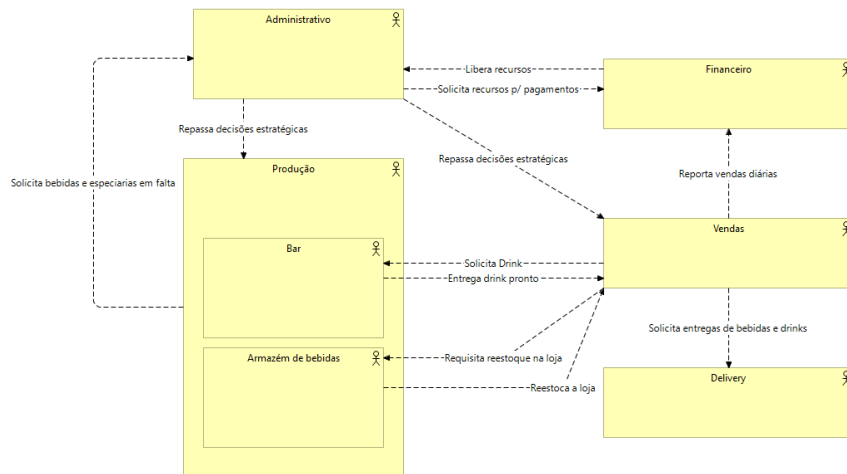 Administrativo
Libera recursos
Financeiro
Solicita recursos p/ pagamentos
Repassa decisões estratégicas
Repassa decisões estratégicas
Produção
Reporta vendas diárias
Solicita bebidas e especiarias em falta
Vendas
Bar
Solicita Drink
Entrega drink pronto
Solicita entregas de bebidas e drinks
Armazém de bebidas
Requisita reestoque na loja
Delivery
Reestoca a loja